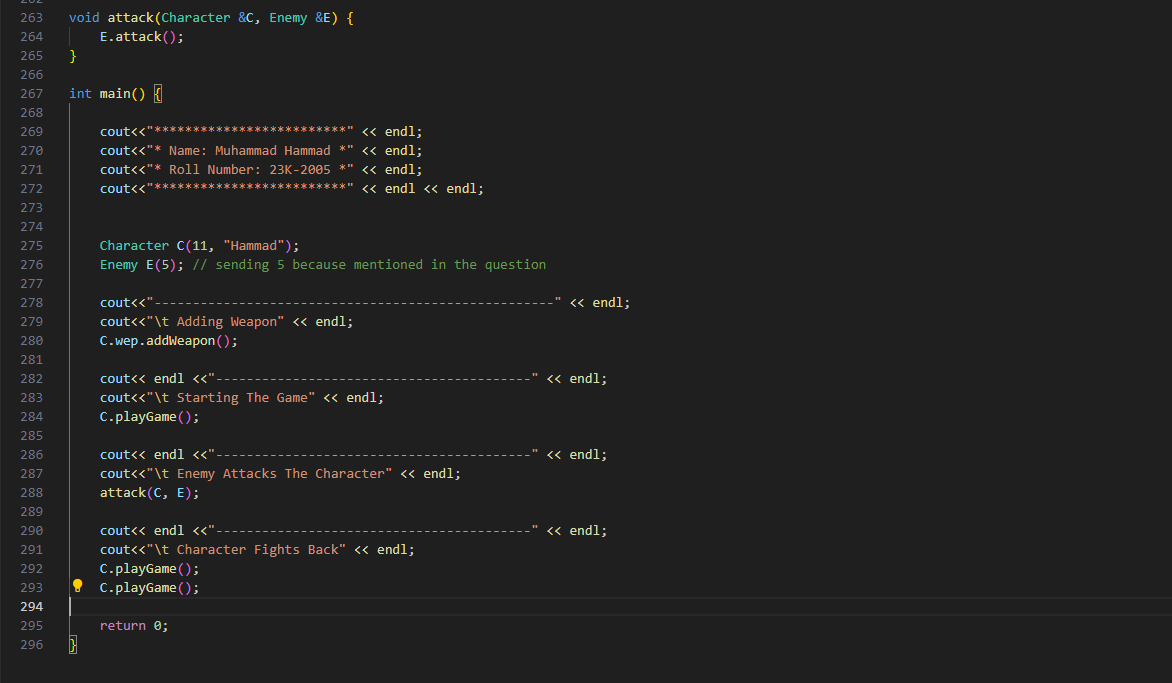 262
263 void attack(Character &C, Enemy &E) {
264     E.attack();
265 }
266
267 int main() {
268
269     cout<<"*************************" << endl;
270     cout<<"* Name: Muhammad Hammad *" << endl;
271     cout<<"* Roll Number: 23K-2005 *" << endl;
272     cout<<"*************************" << endl << endl;
273
274
275     Character C(11, "Hammad");
276     Enemy E(5); // sending 5 because mentioned in the question
277
278     cout<<"----------------------------------------------------" << endl;
279     cout<<"\t Adding Weapon" << endl;
280     C.wep.addWeapon();
281
282     cout<< endl <<"-----------------------------------------" << endl;
283     cout<<"\t Starting The Game" << endl;
284     C.playGame();
285
286     cout<< endl <<"-----------------------------------------" << endl;
287     cout<<"\t Enemy Attacks The Character" << endl;
288     attack(C, E);
289
290     cout<< endl <<"-----------------------------------------" << endl;
291     cout<<"\t Character Fights Back" << endl;
292     C.playGame();
293     C.playGame();
294
295     return 0;
296 }